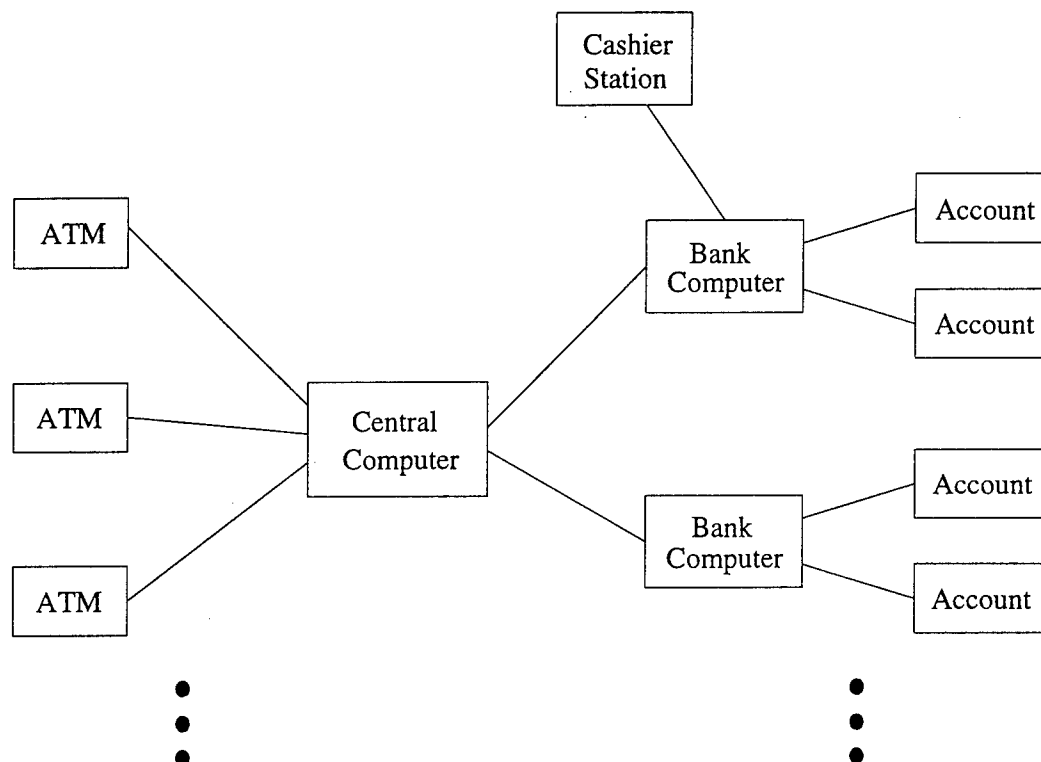 Cashier
Station
ATM
Bank
Computer
Account
Account
ATM
Central
Computer
Account
Bank
Computer
ATM
Account